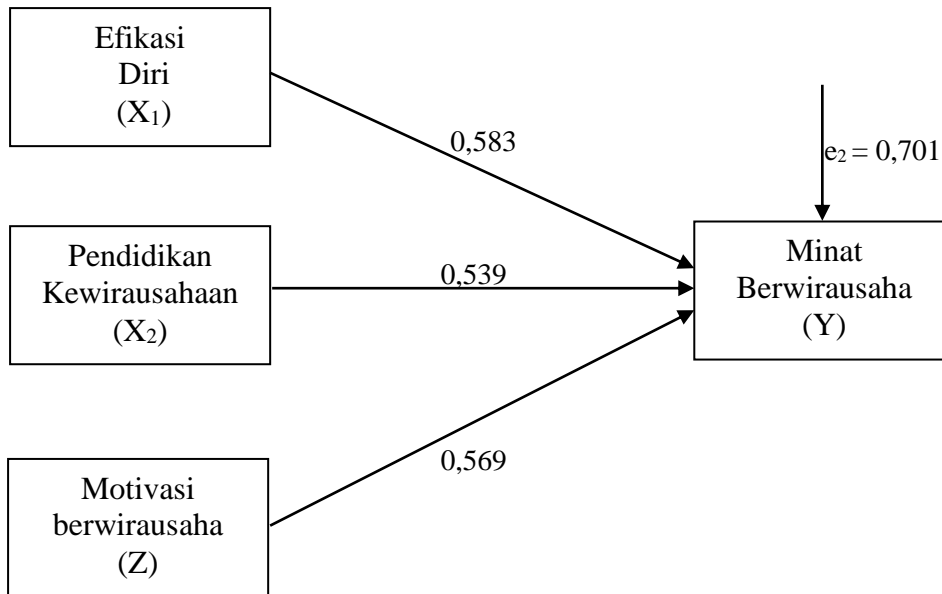 Efikasi
Diri
(X₁)
0,583
e₂ = 0,701
Pendidikan
Kewirausahaan
(X₂)
0,539
Minat
Berwirausaha
(Y)
0,569
Motivasi
berwirausaha
(Z)